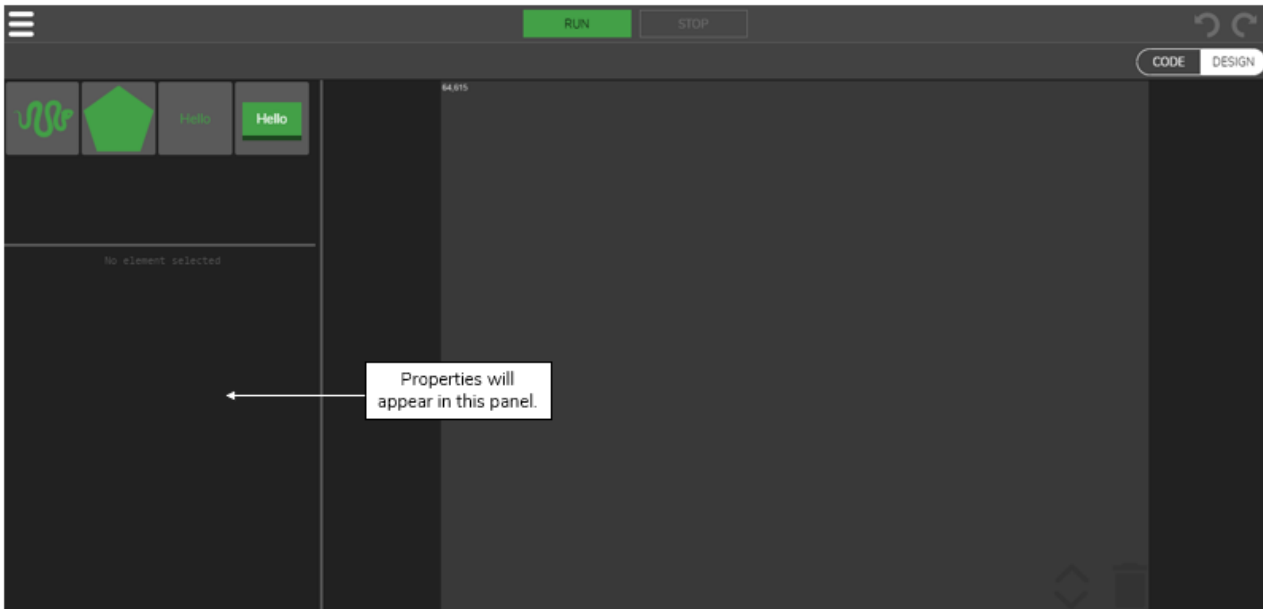 RUN STOP
CODE DESIGN
Hello Hello
64,615
No element selected
Properties will
appear in this panel.